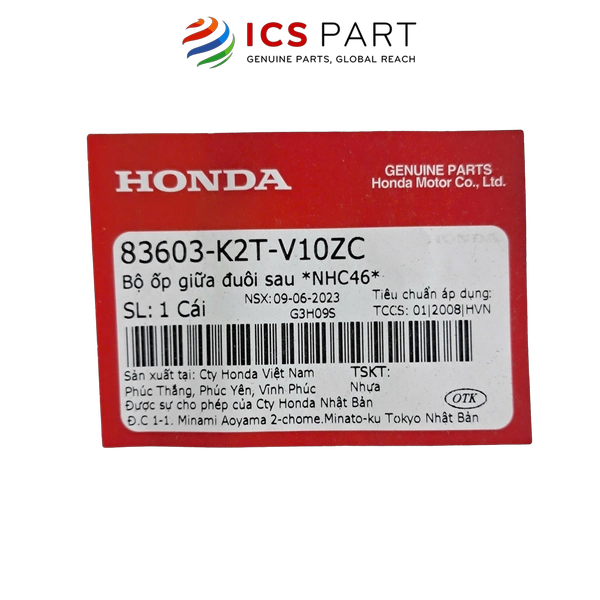 ICS PART
GENUINE PARTS, GLOBAL REACH
HONDA
GENUINE PARTS
Honda Motor Co., Ltd.
83603-K2T-V10ZC
Bộ ốp giữa đuôi sau *NHC46*
SL: 1 Cái
NSX: 09-06-2023
G3H09S
Tiêu chuẩn áp dụng:
TCCS: 01|2008|HVN
Sản xuất tại: Cty Honda Việt Nam
Phúc Thắng, Phúc Yên, Vĩnh Phúc
TSKT:
Nhựa
Được sự cho phép của Cty Honda Nhật Bản
Đ.C 1-1. Minami Aoyama 2-chome.Minato-ku Tokyo Nhật Bản
OTK